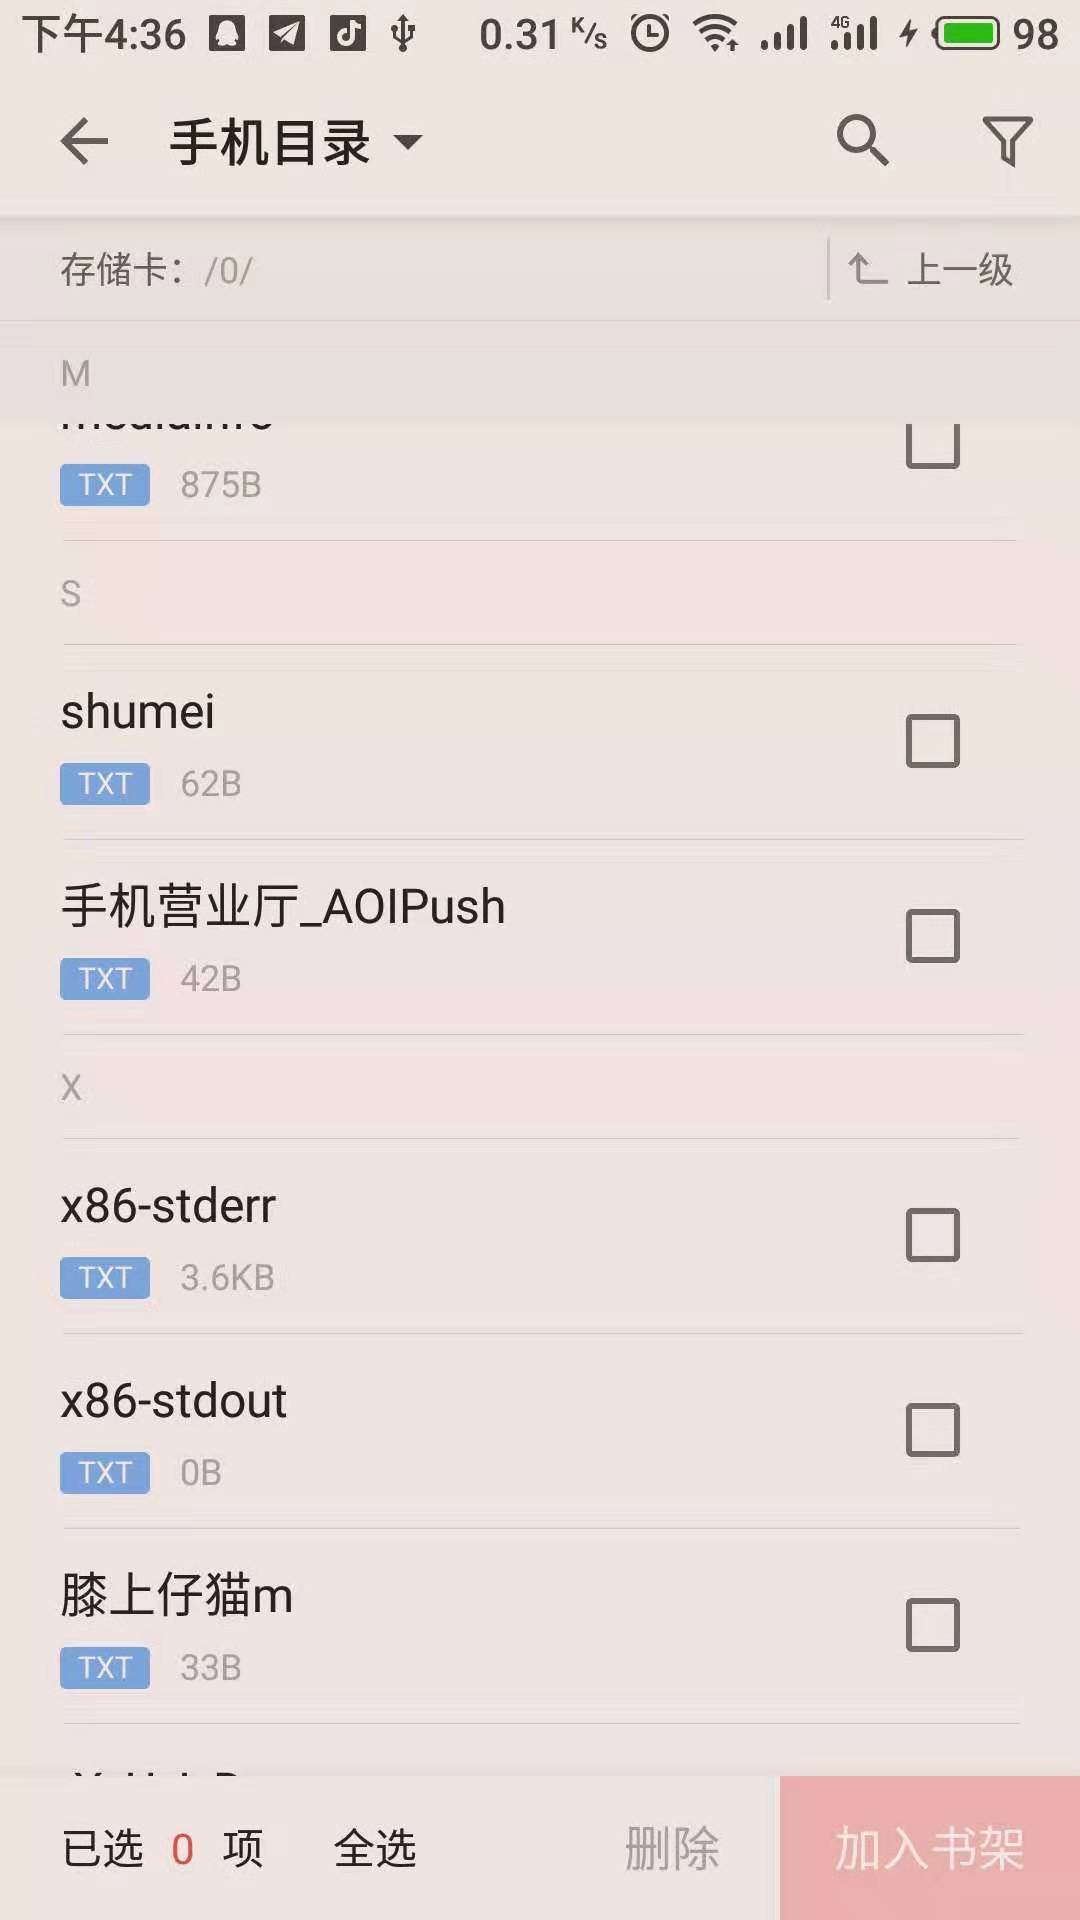 下午4:36 0.31 K/s 4G 98
手机目录
存储卡：/0/ 上一级
M
mediainfo
TXT 875B
S
shumei
TXT 62B
手机营业厅_AOIPush
TXT 42B
X
x86-stderr
TXT 3.6KB
x86-stdout
TXT 0B
膝上仔猫m
TXT 33B
已选 0 项 全选 删除 加入书架